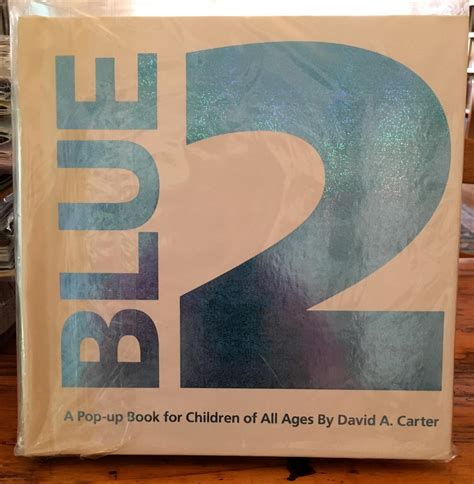 BLUE
2
A Pop-up Book for Children of All Ages By David A. Carter